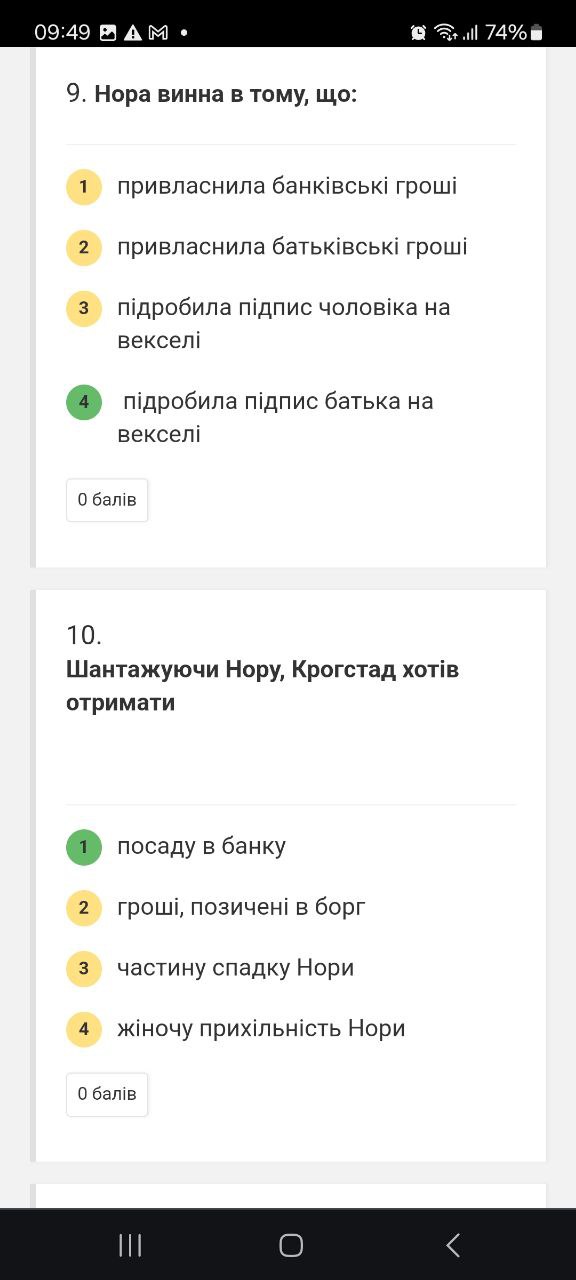 09:49 74%
9. Нора винна в тому, що:
1 привласнила банківські гроші
2 привласнила батьківські гроші
3 підробила підпис чоловіка на
векселі
4 підробила підпис батька на
векселі
0 балів
10.
Шантажуючи Нору, Крогстад хотів
отримати
1 посаду в банку
2 гроші, позичені в борг
3 частину спадку Нори
4 жіночу прихільність Нори
0 балів